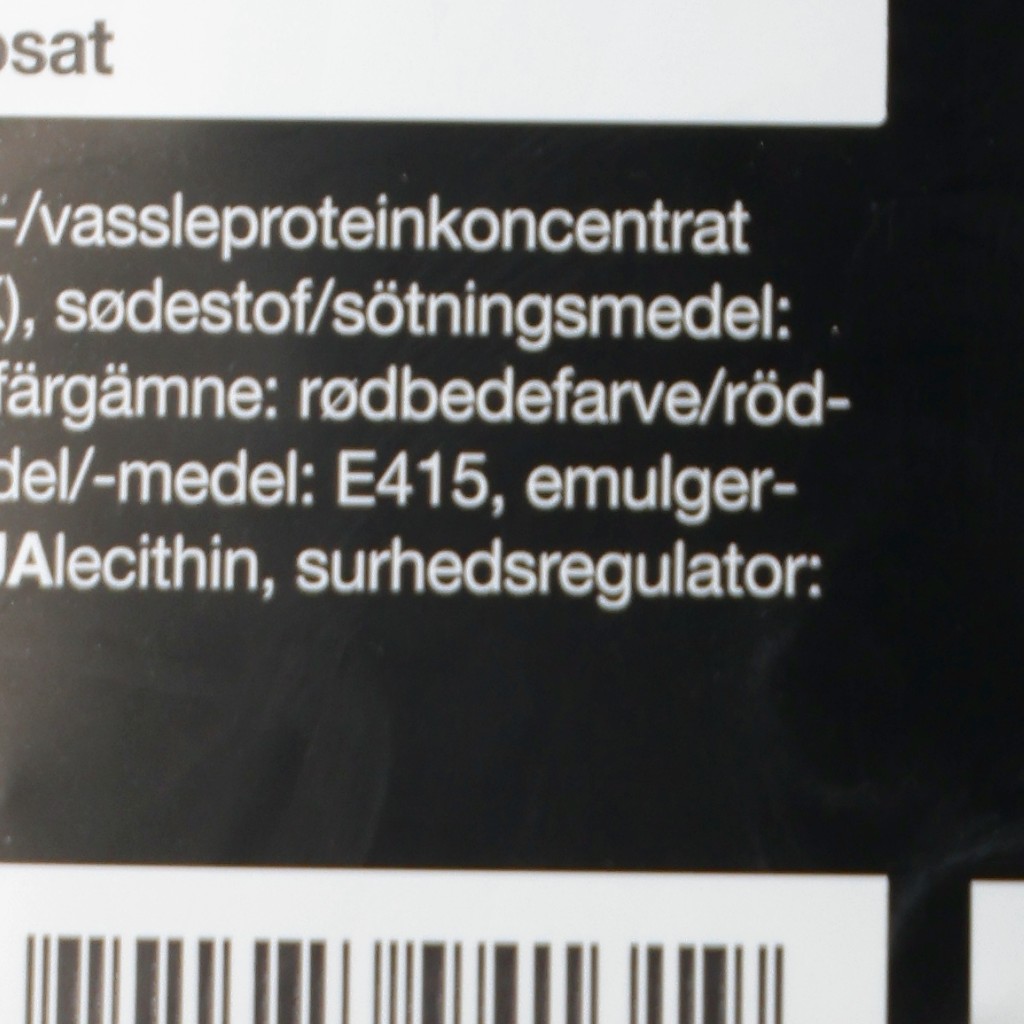 osat
-/vassleproteinkoncentrat
), sødestof/sötningsmedel:
färgämne: rødbedefarve/röd-
del/-medel: E415, emulger-
JAlecithin, surhedsregulator: